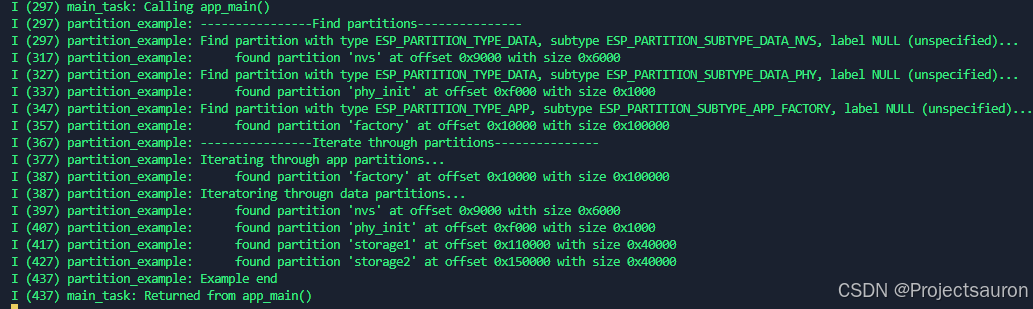 I (297) main_task: Calling app_main()
I (297) partition_example: ----------------Find partitions---------------
I (297) partition_example: Find partition with type ESP_PARTITION_TYPE_DATA, subtype ESP_PARTITION_SUBTYPE_DATA_NVS, label NULL (unspecified)...
I (317) partition_example:      found partition 'nvs' at offset 0x9000 with size 0x6000
I (327) partition_example: Find partition with type ESP_PARTITION_TYPE_DATA, subtype ESP_PARTITION_SUBTYPE_DATA_PHY, label NULL (unspecified)...
I (337) partition_example:      found partition 'phy_init' at offset 0xf000 with size 0x1000
I (347) partition_example: Find partition with type ESP_PARTITION_TYPE_APP, subtype ESP_PARTITION_SUBTYPE_APP_FACTORY, label NULL (unspecified)...
I (357) partition_example:      found partition 'factory' at offset 0x10000 with size 0x100000
I (367) partition_example: ----------------Iterate through partitions---------------
I (377) partition_example: Iterating through app partitions...
I (387) partition_example:      found partition 'factory' at offset 0x10000 with size 0x100000
I (387) partition_example: Iteratoring througn data partitions...
I (397) partition_example:      found partition 'nvs' at offset 0x9000 with size 0x6000
I (407) partition_example:      found partition 'phy_init' at offset 0xf000 with size 0x1000
I (417) partition_example:      found partition 'storage1' at offset 0x110000 with size 0x40000
I (427) partition_example:      found partition 'storage2' at offset 0x150000 with size 0x40000
I (437) partition_example: Example end
I (437) main_task: Returned from app_main()
CSDN @Projectsauron